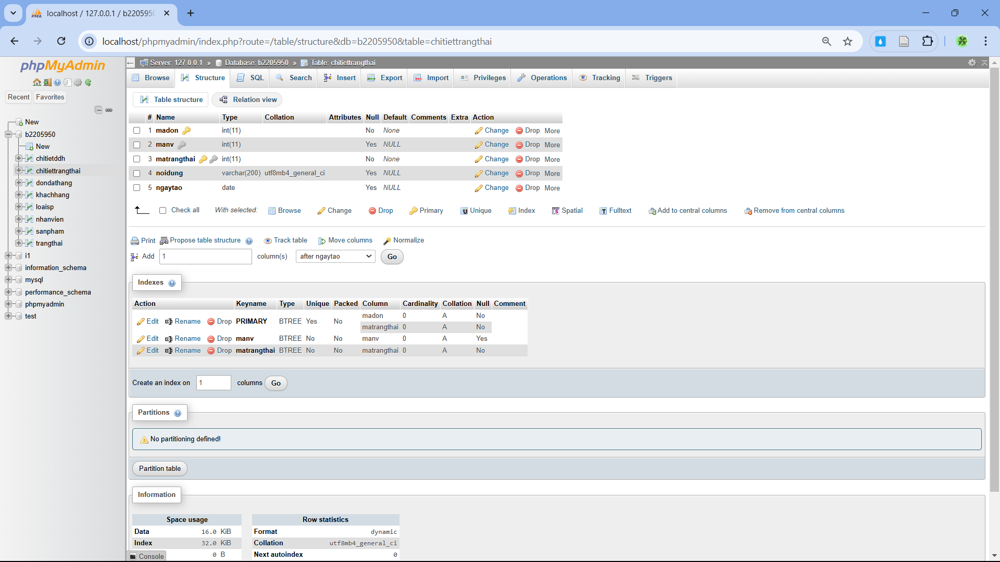 localhost / 127.0.0.1 / b2205950
localhost/phpmyadmin/index.php?route=/table/structure&db=b2205950&table=chitiettrangthai
phpMyAdmin
Recent Favorites
New
b2205950
New
chitietddh
chitiettrangthai
dondathang
khachhang
loaisp
nhanvien
sanpham
trangthai
i1
information_schema
mysql
performance_schema
phpmyadmin
test
Server: 127.0.0.1 » Database: b2205950 » Table: chitiettrangthai
Browse Structure SQL Search Insert Export Import Privileges Operations Tracking Triggers
Table structure Relation view
# Name Type Collation Attributes Null Default Comments Extra Action
1 madon int(11) No None Change Drop More
2 manv int(11) Yes NULL Change Drop More
3 matrangthai int(11) No None Change Drop More
4 noidung varchar(200) utf8mb4_general_ci Yes NULL Change Drop More
5 ngaytao date Yes NULL Change Drop More
Check all With selected: Browse Change Drop Primary Unique Index Spatial Fulltext Add to central columns Remove from central columns
Print Propose table structure Track table Move columns Normalize
Add 1 column(s) after ngaytao Go
Indexes
Action Keyname Type Unique Packed Column Cardinality Collation Null Comment
Edit Rename Drop PRIMARY BTREE Yes No madon 0 A No
matrangthai 0 A No
Edit Rename Drop manv BTREE No No manv 0 A Yes
Edit Rename Drop matrangthai BTREE No No matrangthai 0 A No
Create an index on 1 columns Go
Partitions
No partitioning defined!
Partition table
Information
Space usage
Data 16.0 KiB
Index 32.0 KiB
0 B
Row statistics
Format dynamic
Collation utf8mb4_general_ci
Next autoindex 0
Console